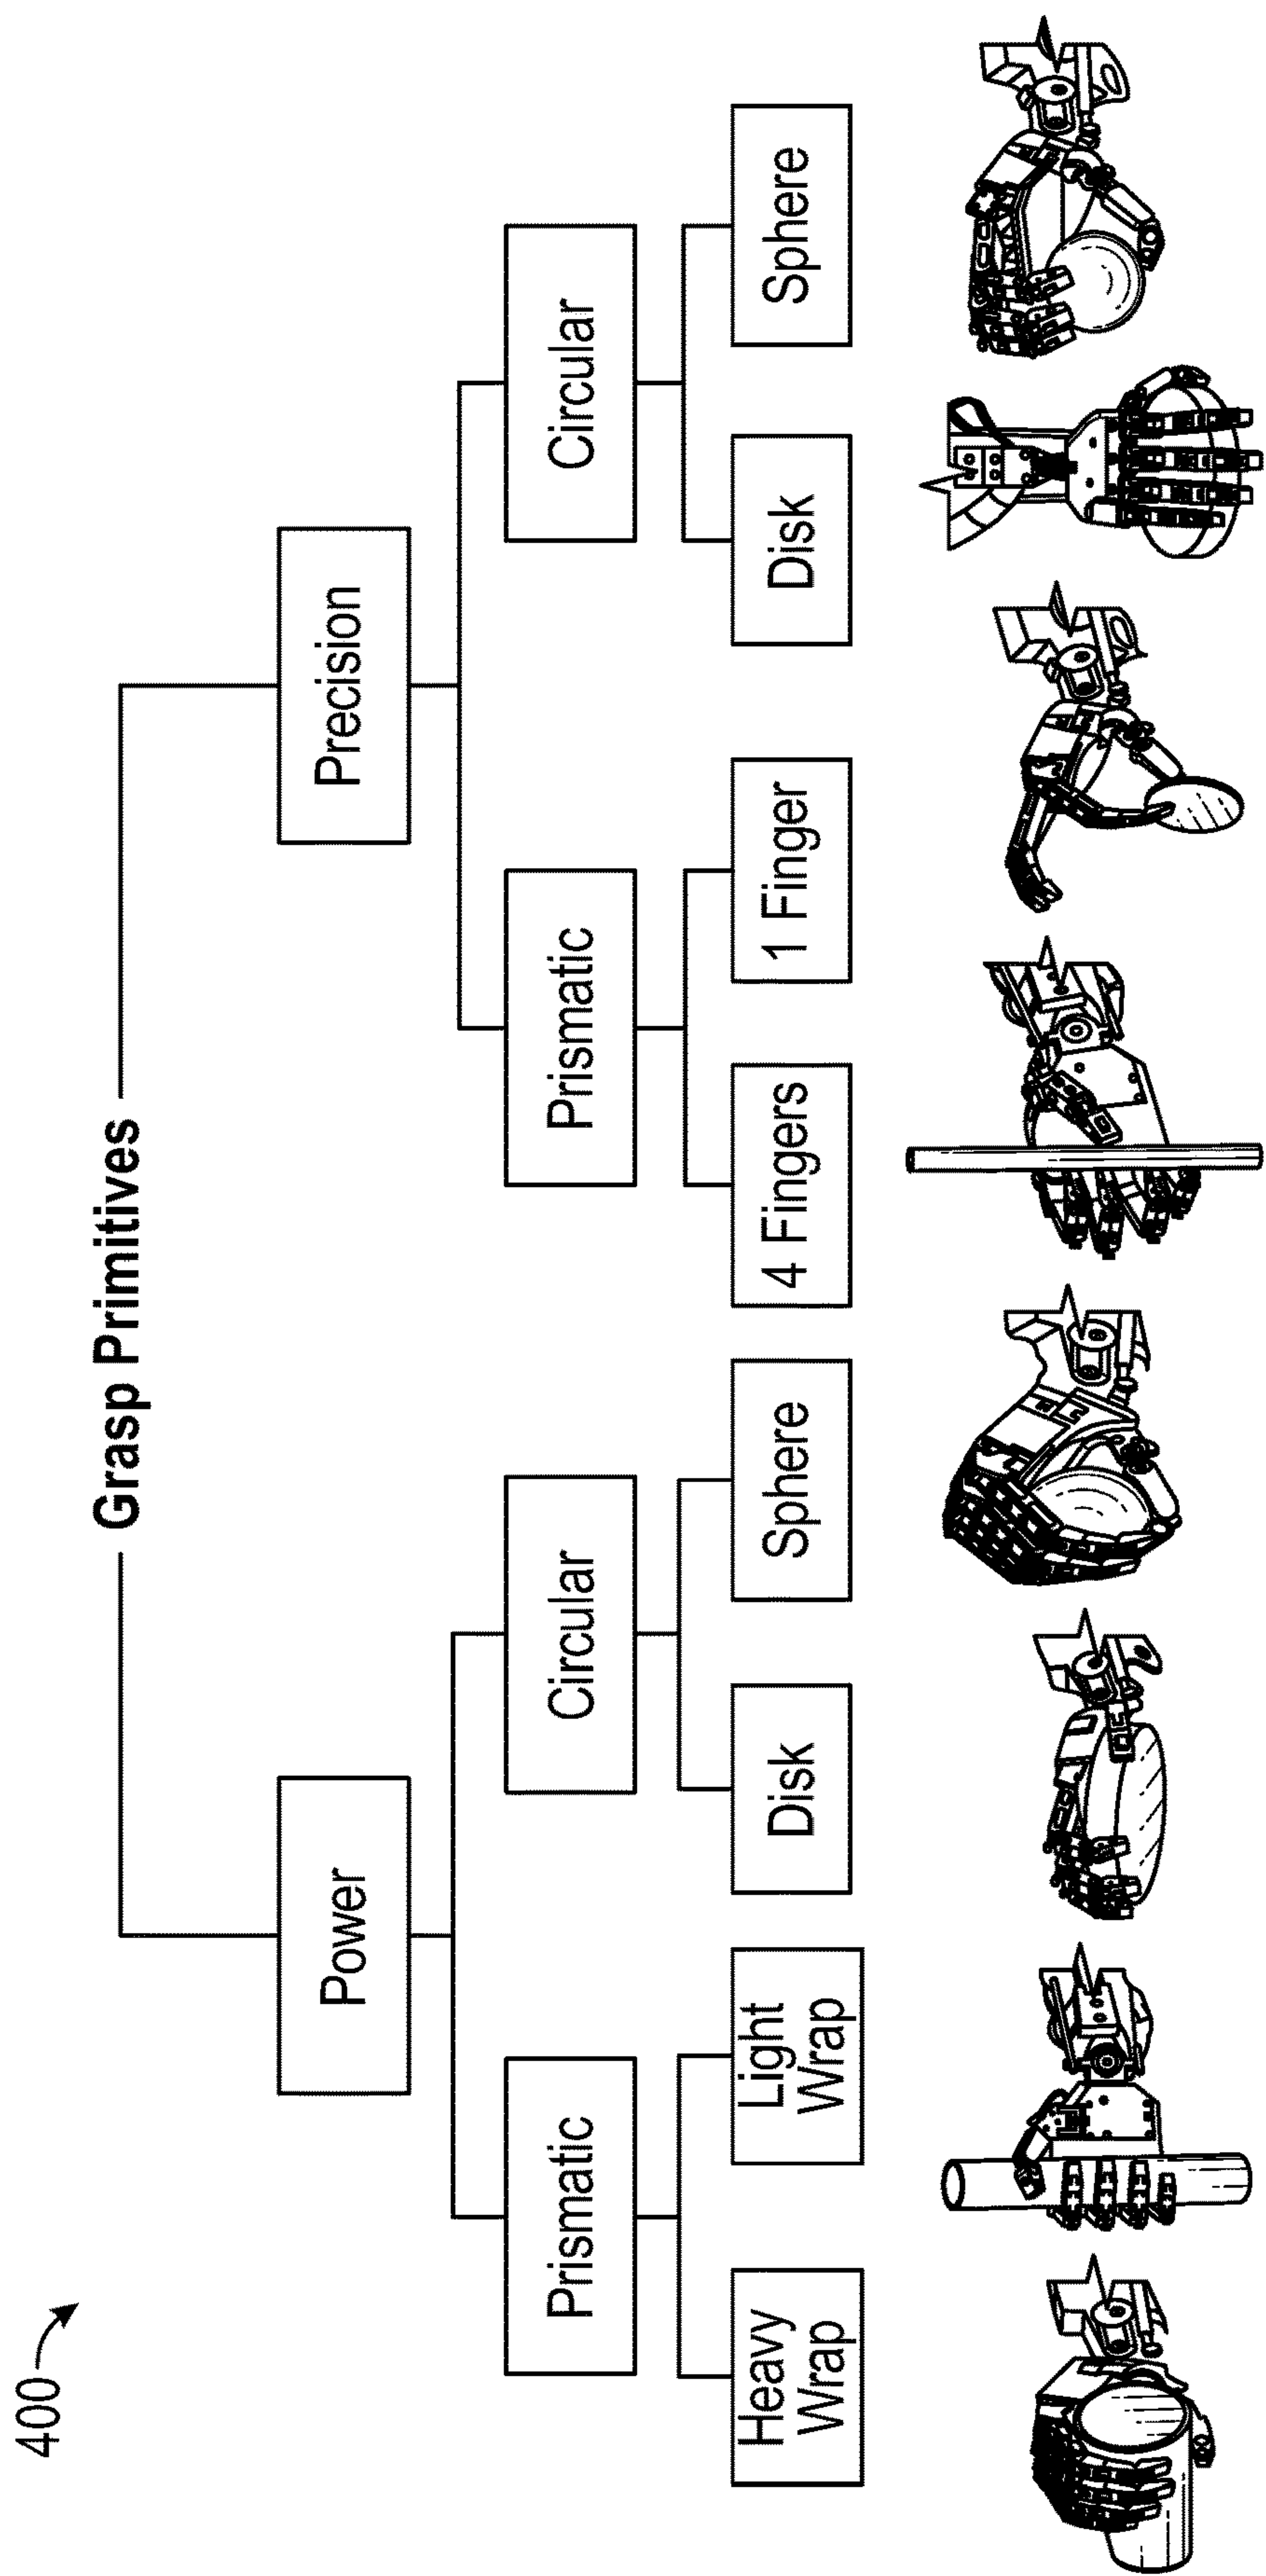 400
Grasp Primitives
Power
Precision
Prismatic
Circular
Prismatic
Circular
Heavy
Wrap
Light
Wrap
Disk
Sphere
4 Fingers
1 Finger
Disk
Sphere